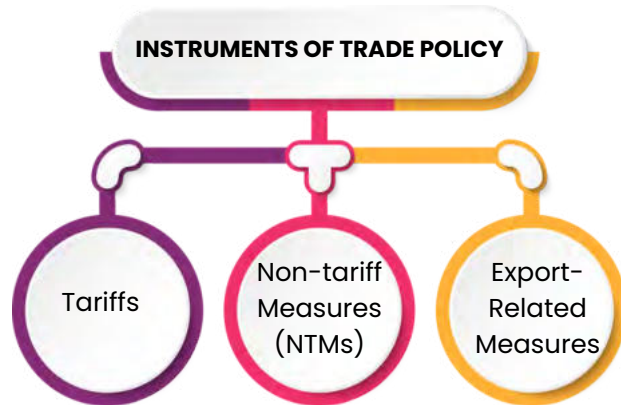 INSTRUMENTS OF TRADE POLICY
Tariffs
Non-tariff
Measures
(NTMs)
Export-
Related
Measures